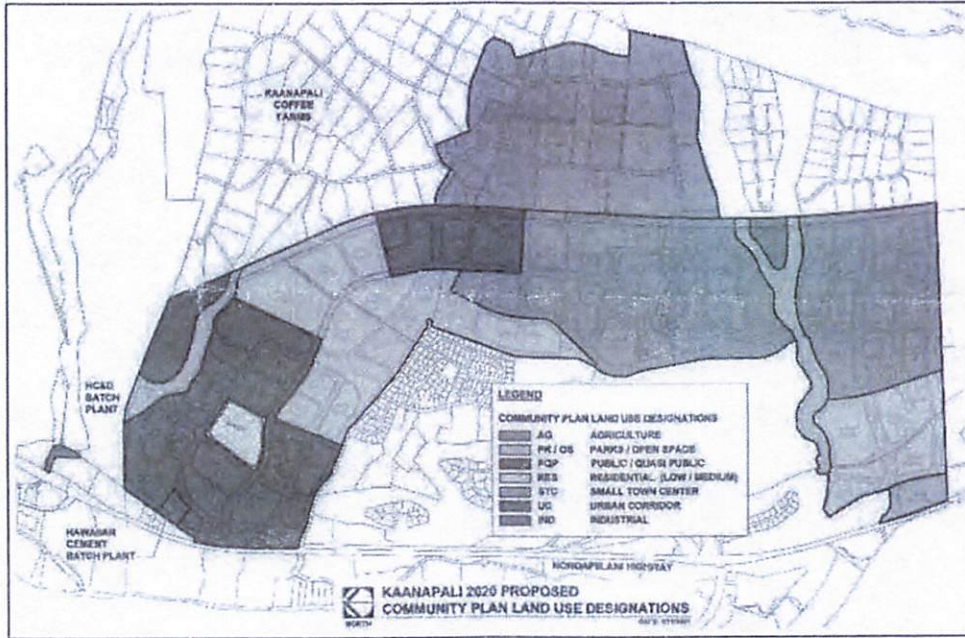 KAANAPALI
COFFEE
FARMS
HC&D
BATCH
PLANT
HAWAIIAN
CEMENT
BATCH PLANT
LEGEND
COMMUNITY PLAN LAND USE DESIGNATIONS
AG AGRICULTURE
PK / OS PARKS / OPEN SPACE
PQP PUBLIC / QUASI PUBLIC
RES RESIDENTIAL (LOW / MEDIUM)
STC SMALL TOWN CENTER
UC URBAN CORRIDOR
IND INDUSTRIAL
HONOAPIILANI HIGHWAY
NORTH
KAANAPALI 2020 PROPOSED
COMMUNITY PLAN LAND USE DESIGNATIONS
DATE: